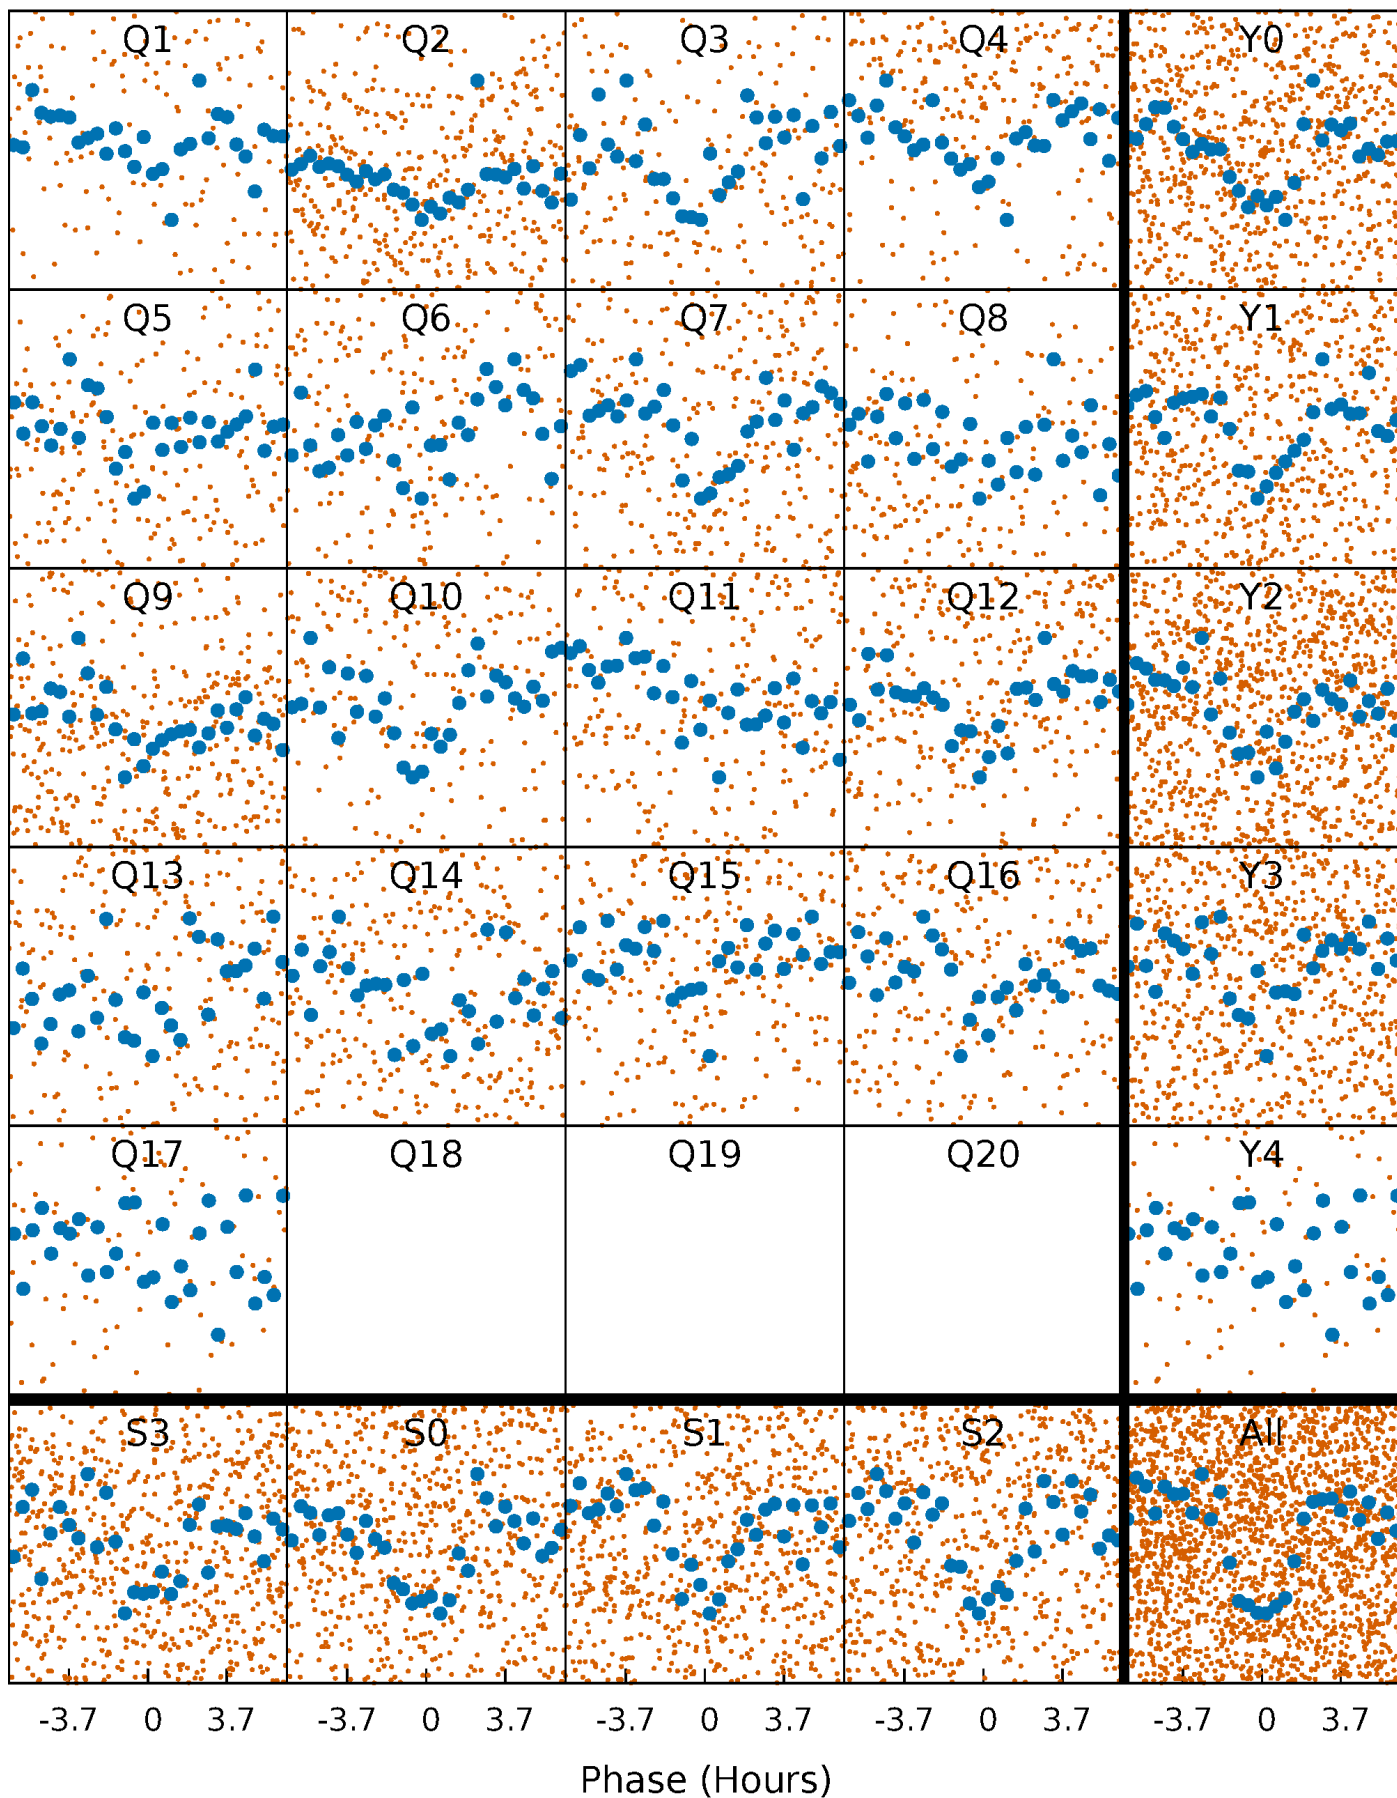 Q1 Q2 Q3 Q4 Y0
Q5 Q6 Q7 Q8 Y1
Q9 Q10 Q11 Q12 Y2
Q13 Q14 Q15 Q16 Y3
Q17 Q18 Q19 Q20 Y4
S3 S0 S1 S2 All
-3.7 0 3.7 -3.7 0 3.7 -3.7 0 3.7 -3.7 0 3.7 -3.7 0 3.7
Phase (Hours)